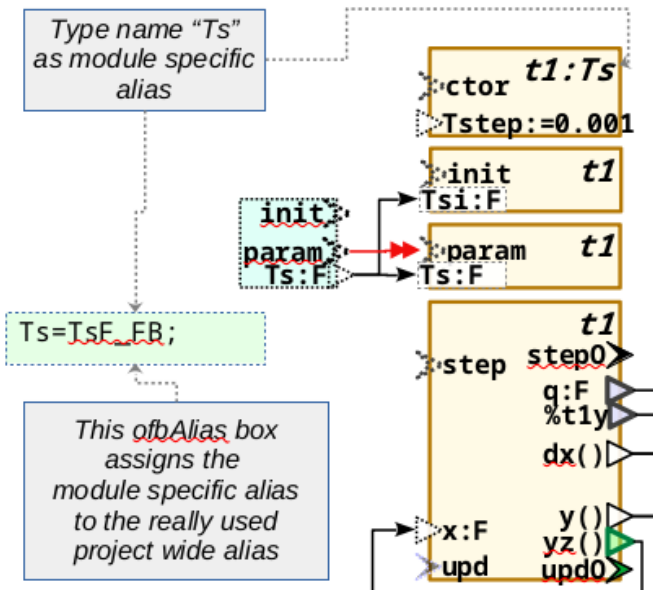 Type name “Ts”
as module specific
alias
t1:Ts
ctor
Tstep:=0.001
init
t1
Tsi:F
init
param
Ts:F
param
t1
Ts:F
Ts=TsF_FB;
t1
step
stepO
q:F
%t1y
dx()
y()
x:F
yz()
upd
updO
This ofbAlias box
assigns the
module specific alias
to the really used
project wide alias